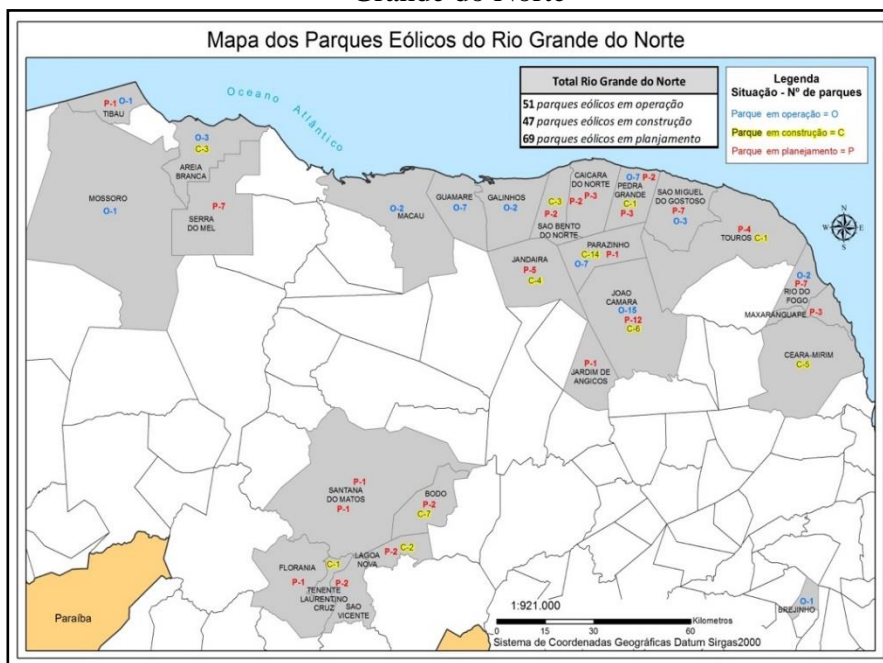 Grande do Norte
Mapa dos Parques Eólicos do Rio Grande do Norte
Total Rio Grande do Norte
51 parques eólicos em operação
47 parques eólicos em construção
69 parques eólicos em planjamento
Legenda
Situação - Nº de parques
Parque em operação = O
Parque em construção = C
Parque em planejamento = P
Oceano Atlântico
P-1 O-1
TIBAU
O-3
C-3
AREIA
BRANCA
MOSSORO
O-1
P-7
SERRA
DO MEL
O-2
MACAU
GUAMARE
O-7
GALINHOS
O-2
C-3
P-2
SAO BENTO
DO NORTE
CAICARA
DO NORTE
P-3
P-2
O-7 P-2
PEDRA
GRANDE
C-1
P-3
SAO MIGUEL
DO GOSTOSO
P-7
O-3
P-4
TOUROS C-1
PARAZINHO
C-14 P-1
O-7
JANDAIRA
P-5
C-4
JOAO
CAMARA
O-15
P-12
C-6
O-2
P-7
RIO DO
FOGO
MAXARANGUAPE P-3
CEARA-MIRIM
C-5
P-1
JARDIM DE
ANGICOS
P-1
SANTANA
DO MATOS
P-1
BODO
P-2
C-7
LAGOA
NOVA
P-2 C-2
FLORANIA
P-1
C-1
P-2
TENENTE
LAURENTINO
CRUZ
SAO
VICENTE
O-1
BREJINHO
Paraíba
N
W E
S
1:921.000
Kilometros
0 15 30 60
Sistema de Coordenadas Geográficas Datum Sirgas2000